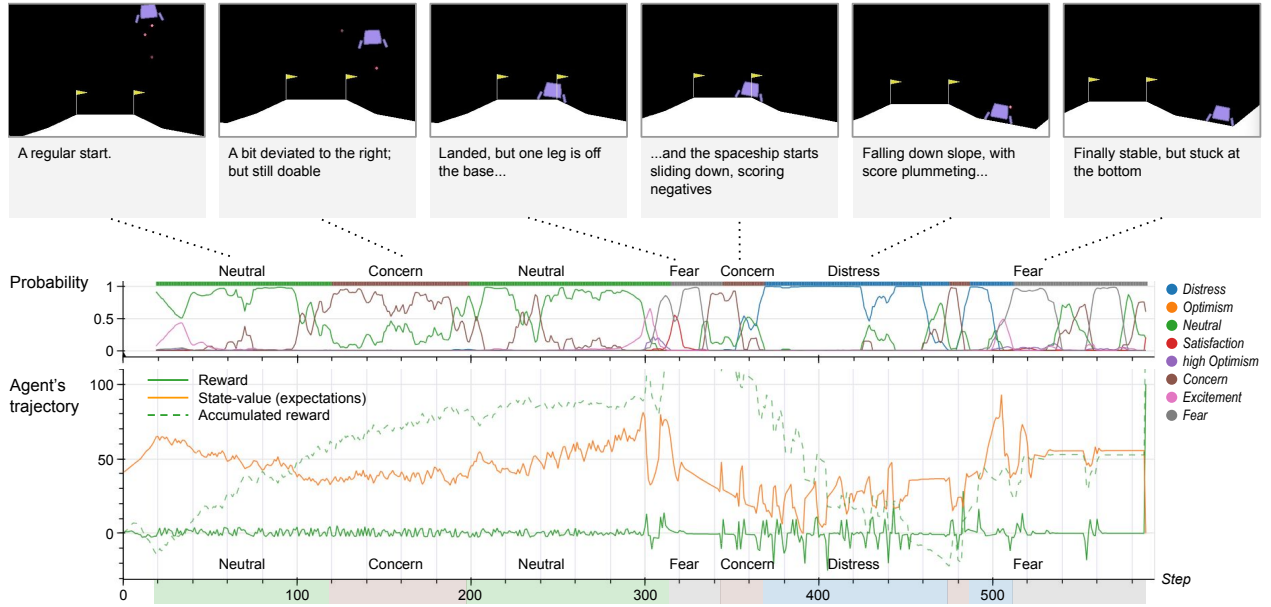 A regular start.
A bit deviated to the right;
but still doable
Landed, but one leg is off
the base...
...and the spaceship starts
sliding down, scoring
negatives
Falling down slope, with
score plummeting...
Finally stable, but stuck at
the bottom
Probability
Neutral Concern Neutral Fear Concern Distress Fear
1
0.5
0
Distress
Optimism
Neutral
Satisfaction
high Optimism
Concern
Excitement
Fear
Agent's
trajectory
100
50
0
Reward
State-value (expectations)
Accumulated reward
Neutral Concern Neutral Fear Concern Distress Fear
0 100 200 300 400 500 Step